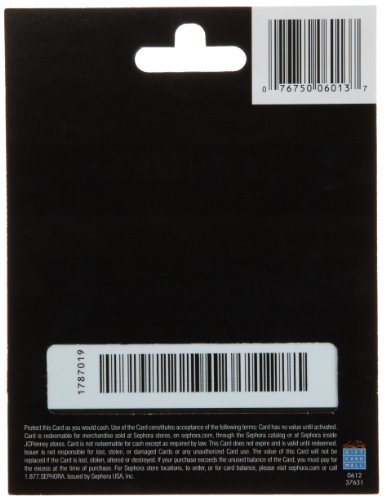 0 76750 06013 7
1787019
Protect this Card as you would cash. Use of the Card constitutes acceptance of the following terms: Card has no value until activated.
Card is redeemable for merchandise sold at Sephora stores, on sephora.com, through the Sephora catalog or at Sephora inside
JCPenney stores. Card is not redeemable for cash except as required by law. This Card does not expire and is valid until redeemed.
Issuer is not responsible for lost, stolen, or damaged Cards or any unauthorized Card use. The value of this Card will not be
replaced if the Card is lost, stolen, altered or destroyed. If your purchase exceeds the unused balance of the Card, you must pay for
the excess at the time of purchase. For Sephora store locations, to order, or for card balance, please visit sephora.com or call
1.877.SEPHORA. Issued by Sephora USA, Inc.
GIFT
CARD
MALL
0612
37631